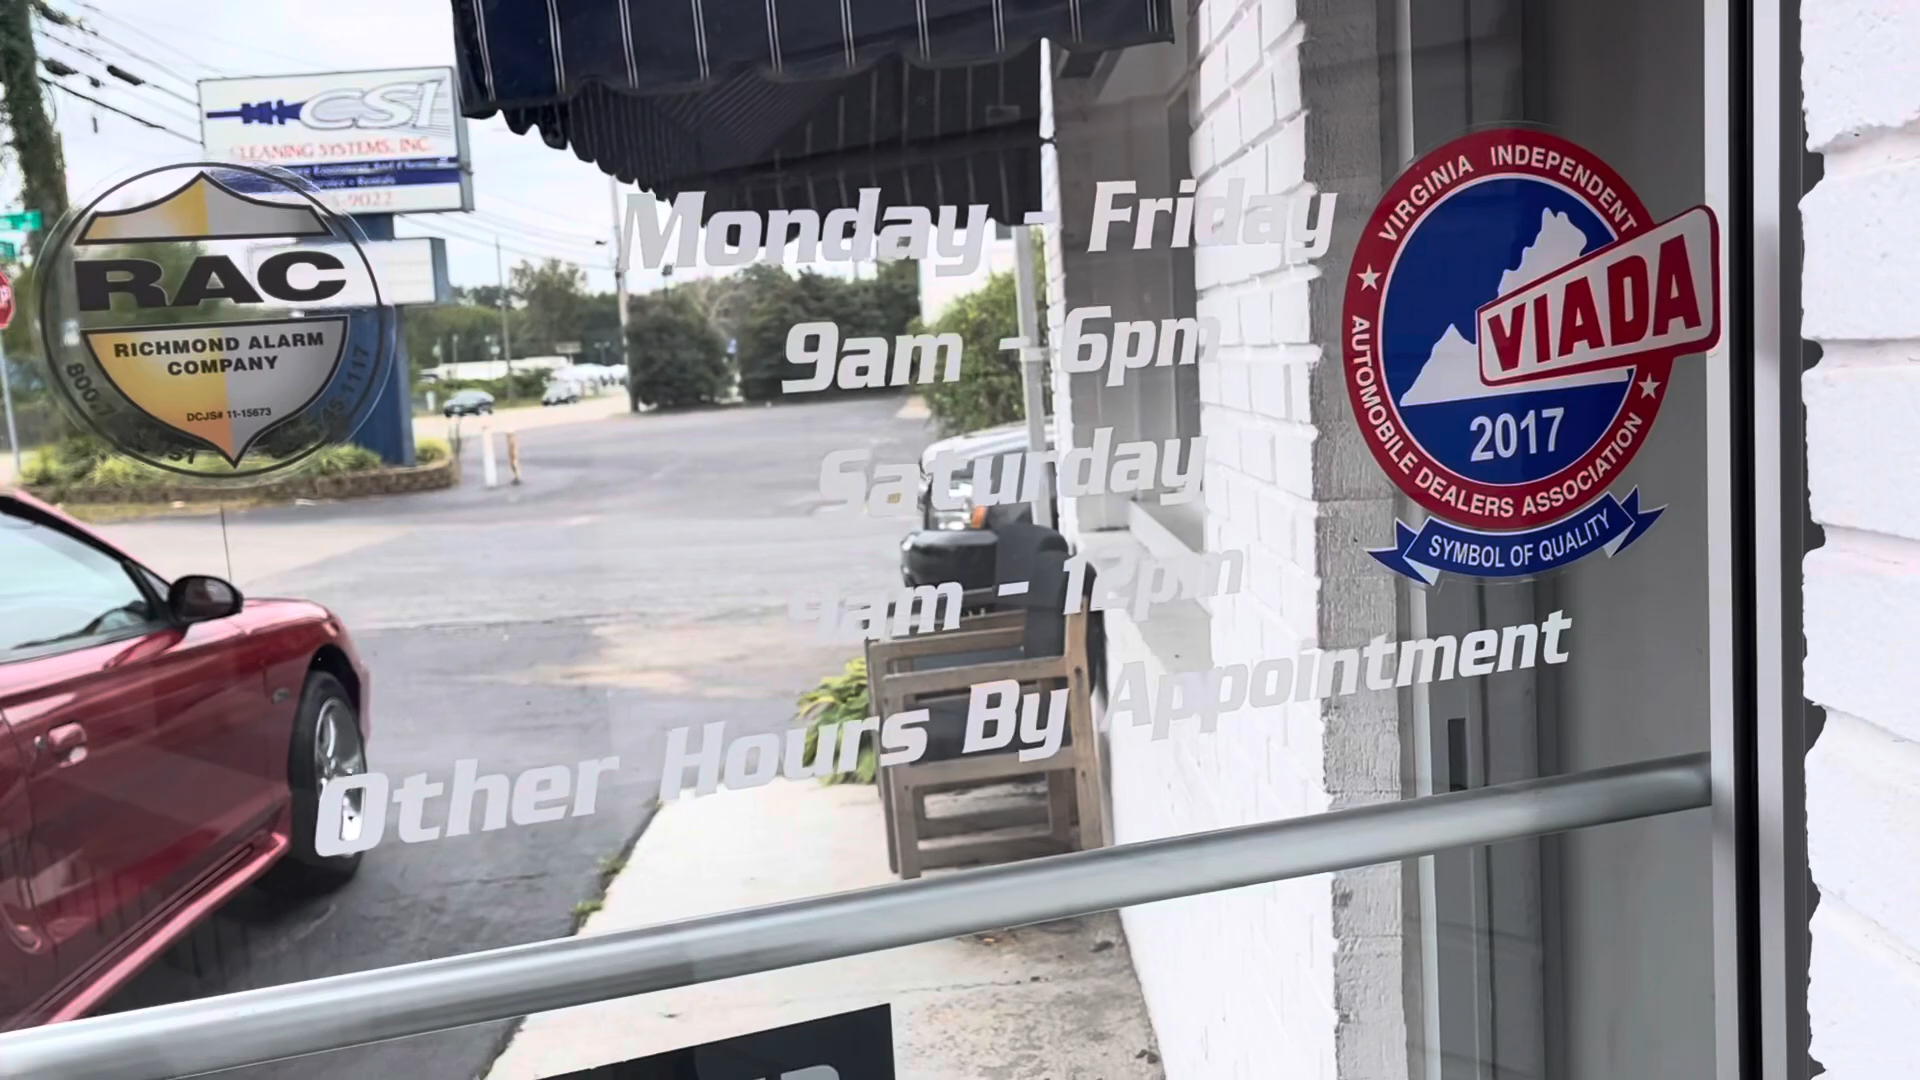 CSI
CLEANING SYSTEMS, INC.
RAC
RICHMOND ALARM
COMPANY
DCJS# 11-15673
Monday - Friday
9am - 6pm
Saturday
9am - 12pm
Other Hours By Appointment
VIRGINIA INDEPENDENT
AUTOMOBILE DEALERS ASSOCIATION
VIADA
2017
SYMBOL OF QUALITY